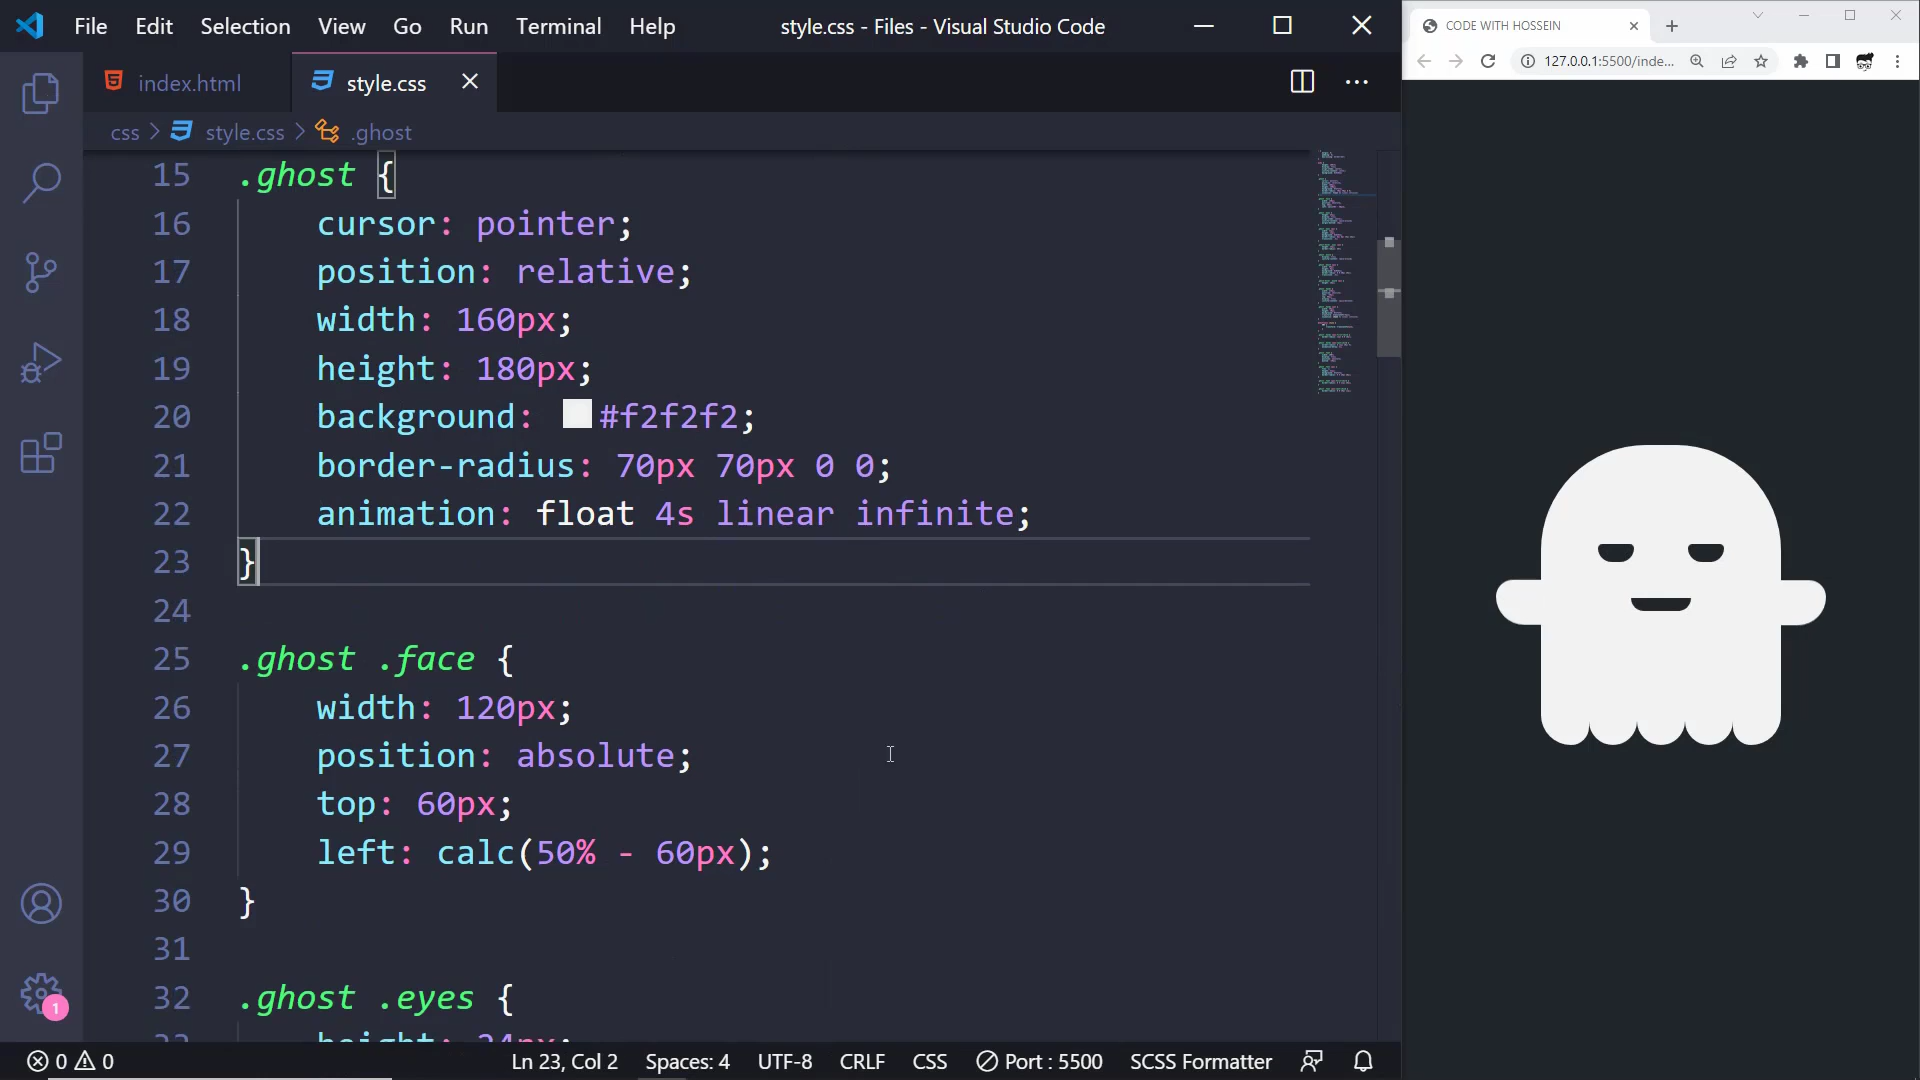 File Edit Selection View Go Run Terminal Help
style.css - Files - Visual Studio Code
CODE WITH HOSSEIN
127.0.0.1:5500/inde...
index.html
style.css
css > style.css > .ghost
15 .ghost {
16 cursor: pointer;
17 position: relative;
18 width: 160px;
19 height: 180px;
20 background: #f2f2f2;
21 border-radius: 70px 70px 0 0;
22 animation: float 4s linear infinite;
23 }
24
25 .ghost .face {
26 width: 120px;
27 position: absolute;
28 top: 60px;
29 left: calc(50% - 60px);
30 }
31
32 .ghost .eyes {
33 height: 24px;
1
0 0 Ln 23, Col 2 Spaces: 4 UTF-8 CRLF CSS Port : 5500 SCSS Formatter